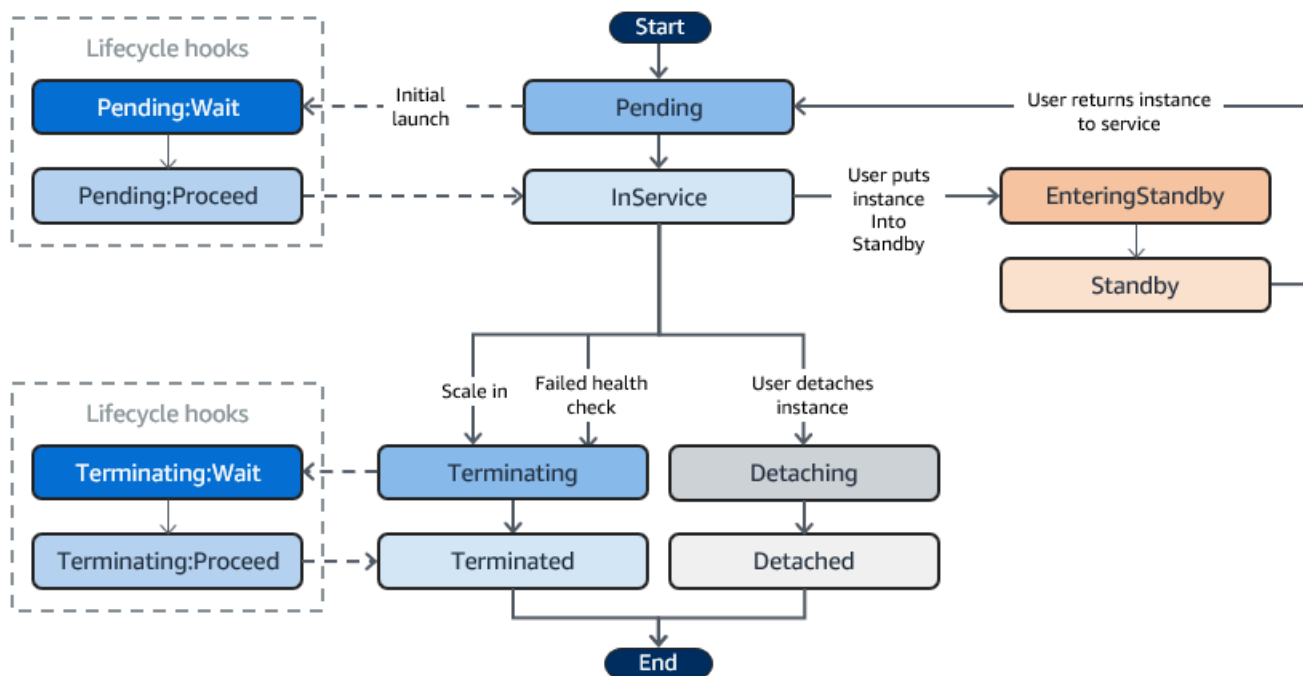 Start
Lifecycle hooks
Pending:Wait
Initial
launch
Pending
User returns instance
to service
Pending:Proceed
InService
User puts
instance
Into
Standby
EnteringStandby
Standby
Scale in
Failed health
check
User detaches
instance
Lifecycle hooks
Terminating:Wait
Terminating
Detaching
Terminating:Proceed
Terminated
Detached
End